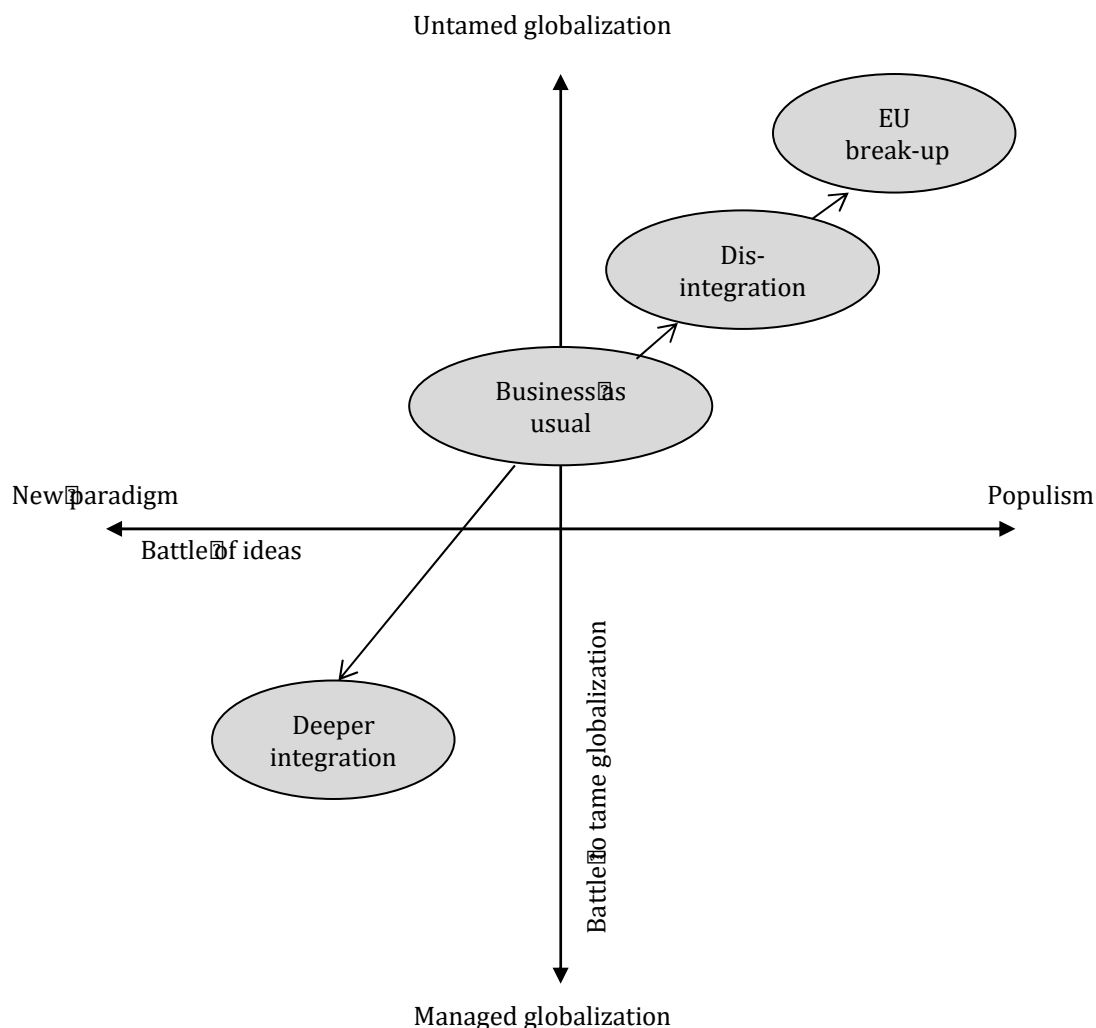 Untamed globalization
EU
break-up
Dis-
integration
Business as
usual
New paradigm
Populism
Battle of ideas
Battle to tame globalization
Deeper
integration
Managed globalization